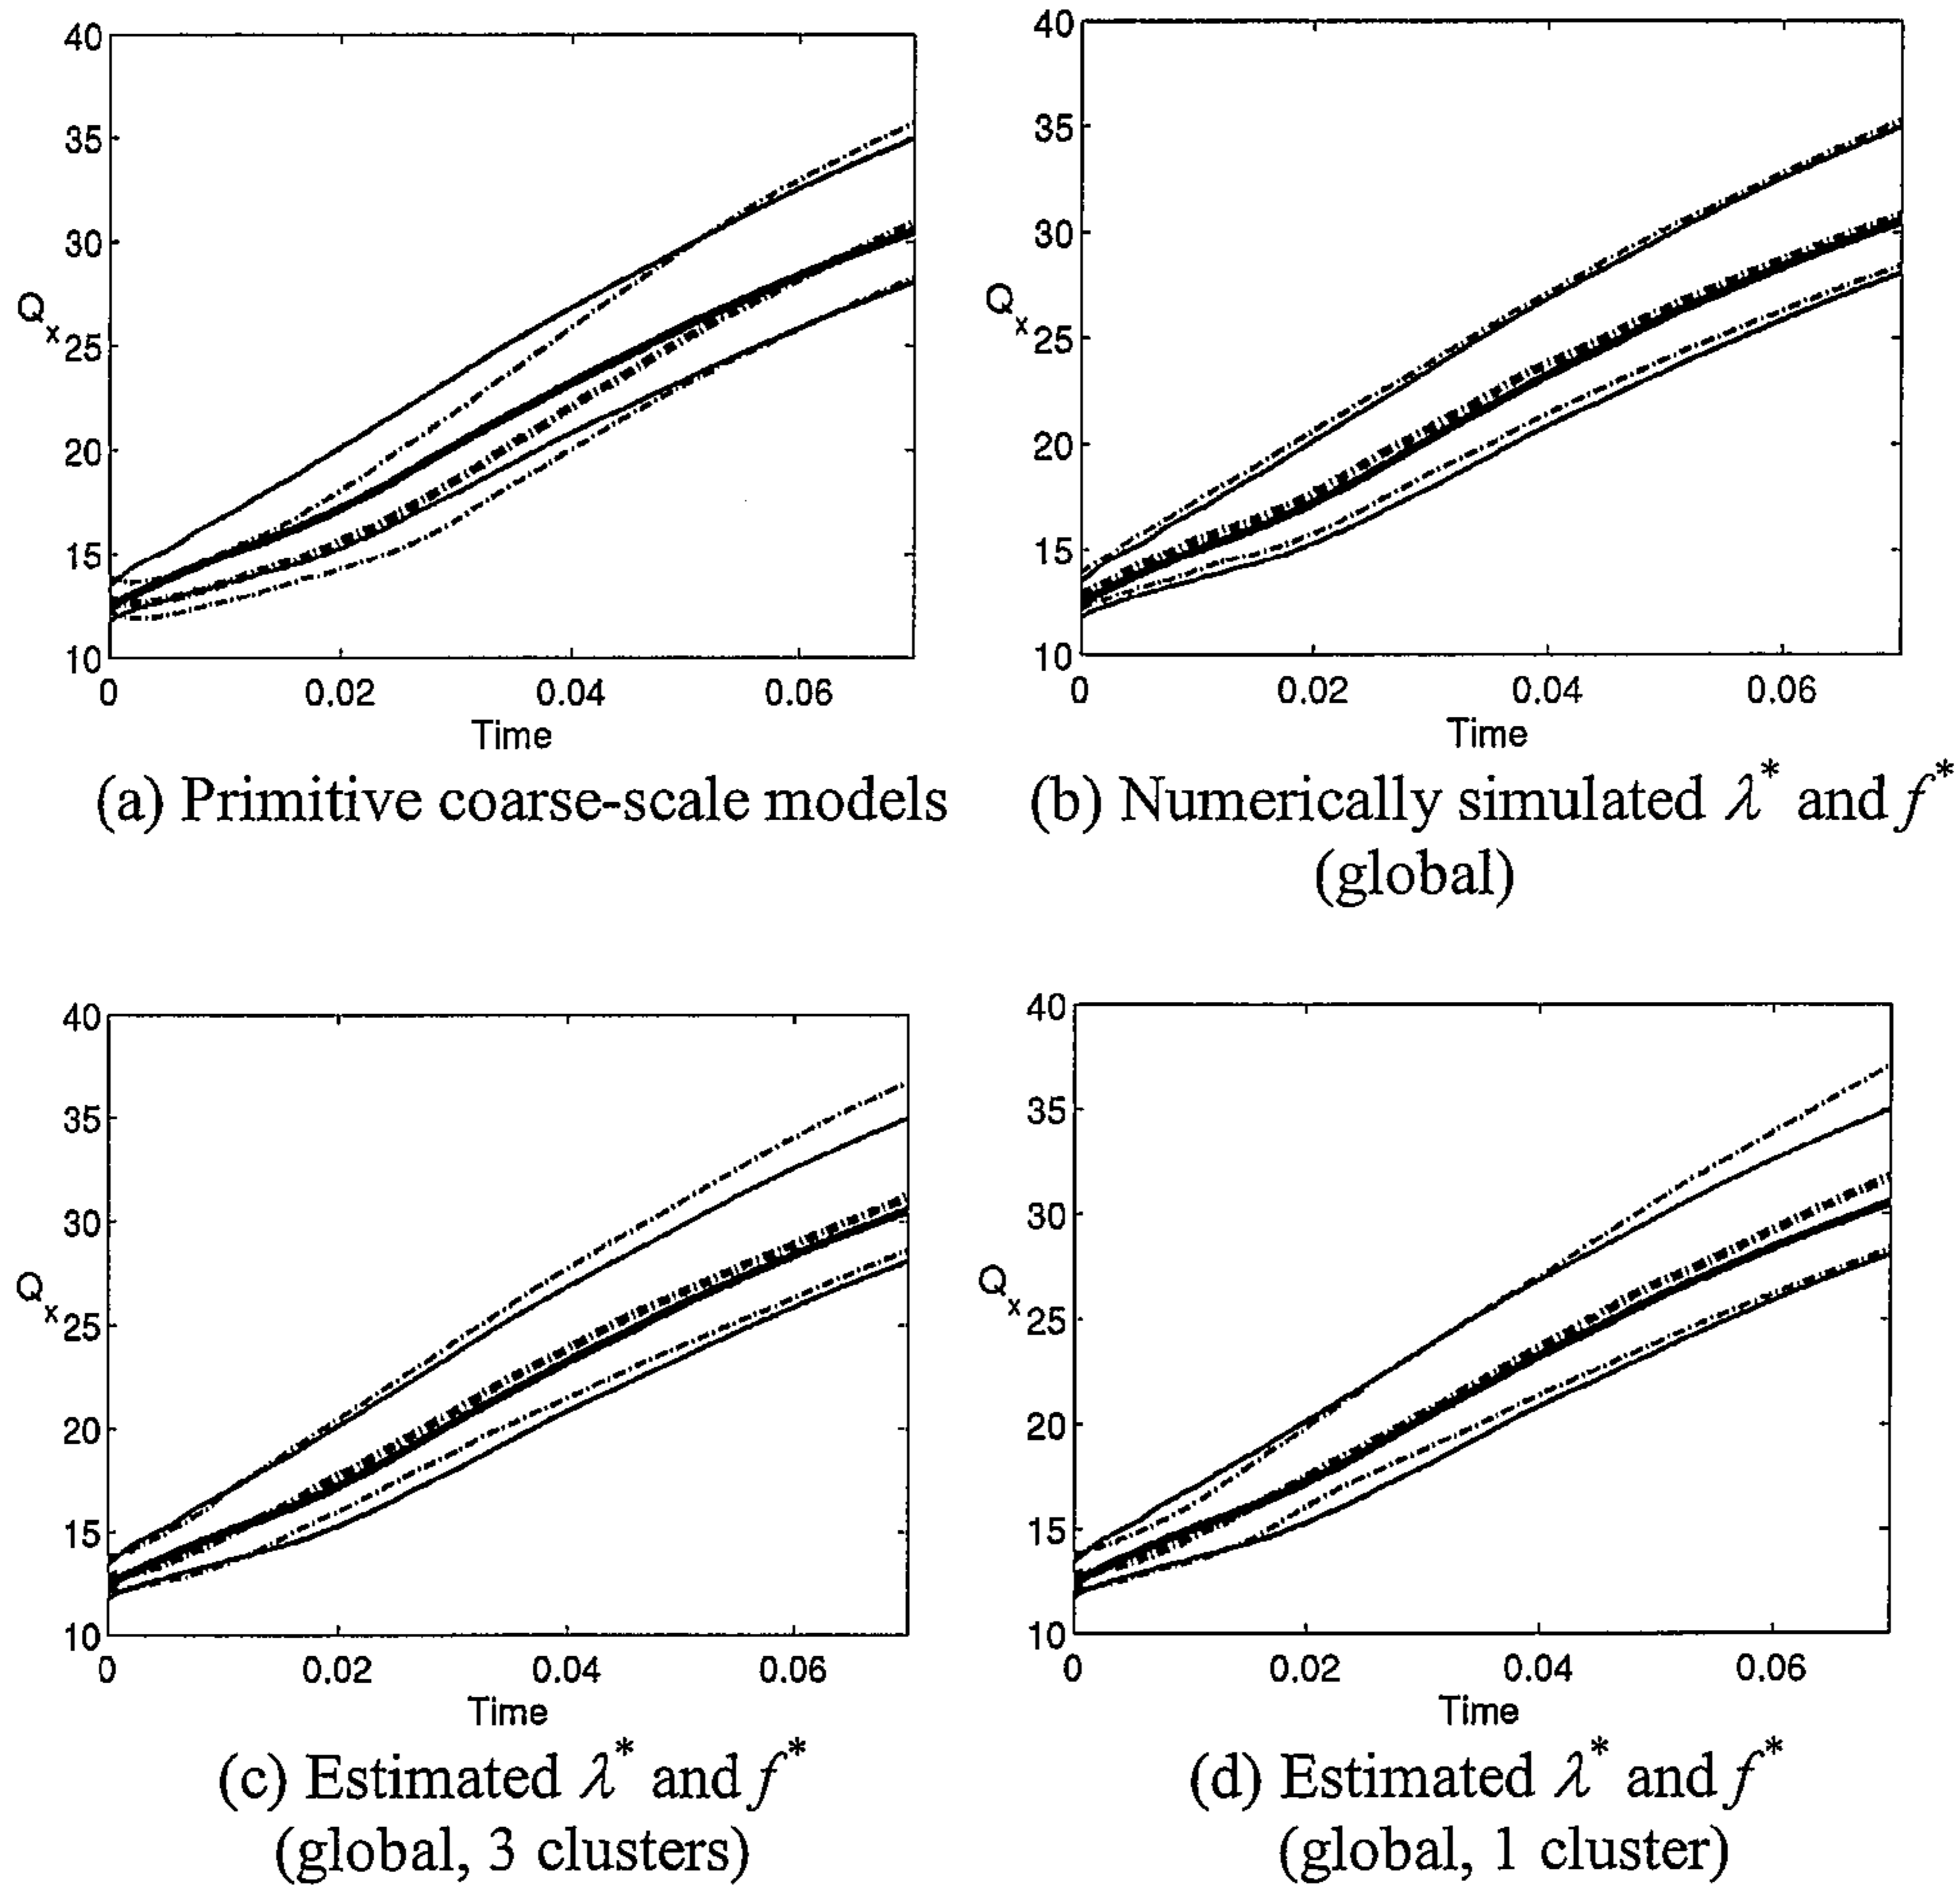 40
35
30
25
20
15
10
Qx
0 0.02 0.04 0.06
Time
(a) Primitive coarse-scale models
40
35
30
25
20
15
10
Qx
0 0.02 0.04 0.06
Time
(b) Numerically simulated λ* and f*
(global)
40
35
30
25
20
15
10
Qx
0 0.02 0.04 0.06
Time
(c) Estimated λ* and f*
(global, 3 clusters)
40
35
30
25
20
15
10
Qx
0 0.02 0.04 0.06
Time
(d) Estimated λ* and f*
(global, 1 cluster)